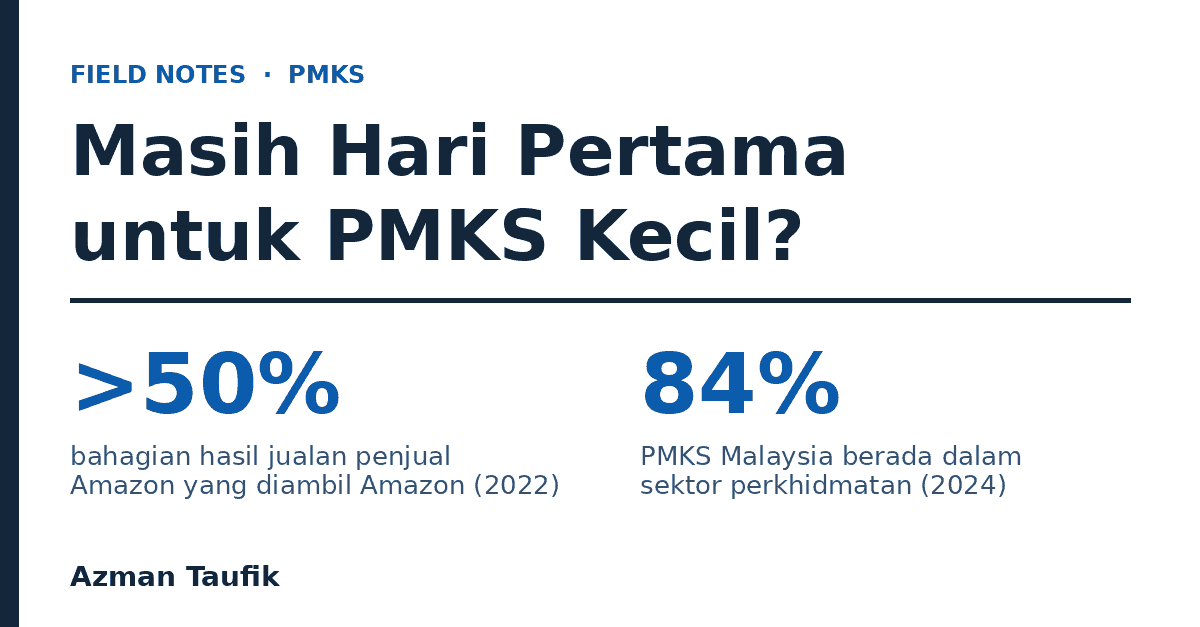 FIELD NOTES · PMKS
Masih Hari Pertama
untuk PMKS Kecil?
>50%
bahagian hasil jualan penjual
Amazon yang diambil Amazon (2022)
84%
PMKS Malaysia berada dalam
sektor perkhidmatan (2024)
Azman Taufik